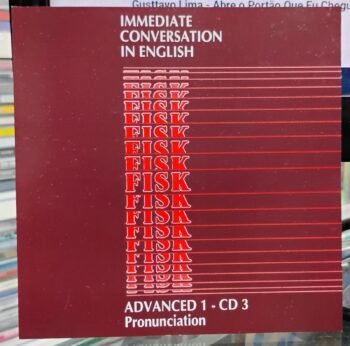 Gusttavo Lima - Abre o Portão Que Eu Chegu
IMMEDIATE
CONVERSATION
IN ENGLISH
FISK
FISK
FISK
FISK
FISK
FISK
FISK
FISK
FISK
FISK
FISK
FISK
ADVANCED 1 - CD 3
Pronunciation